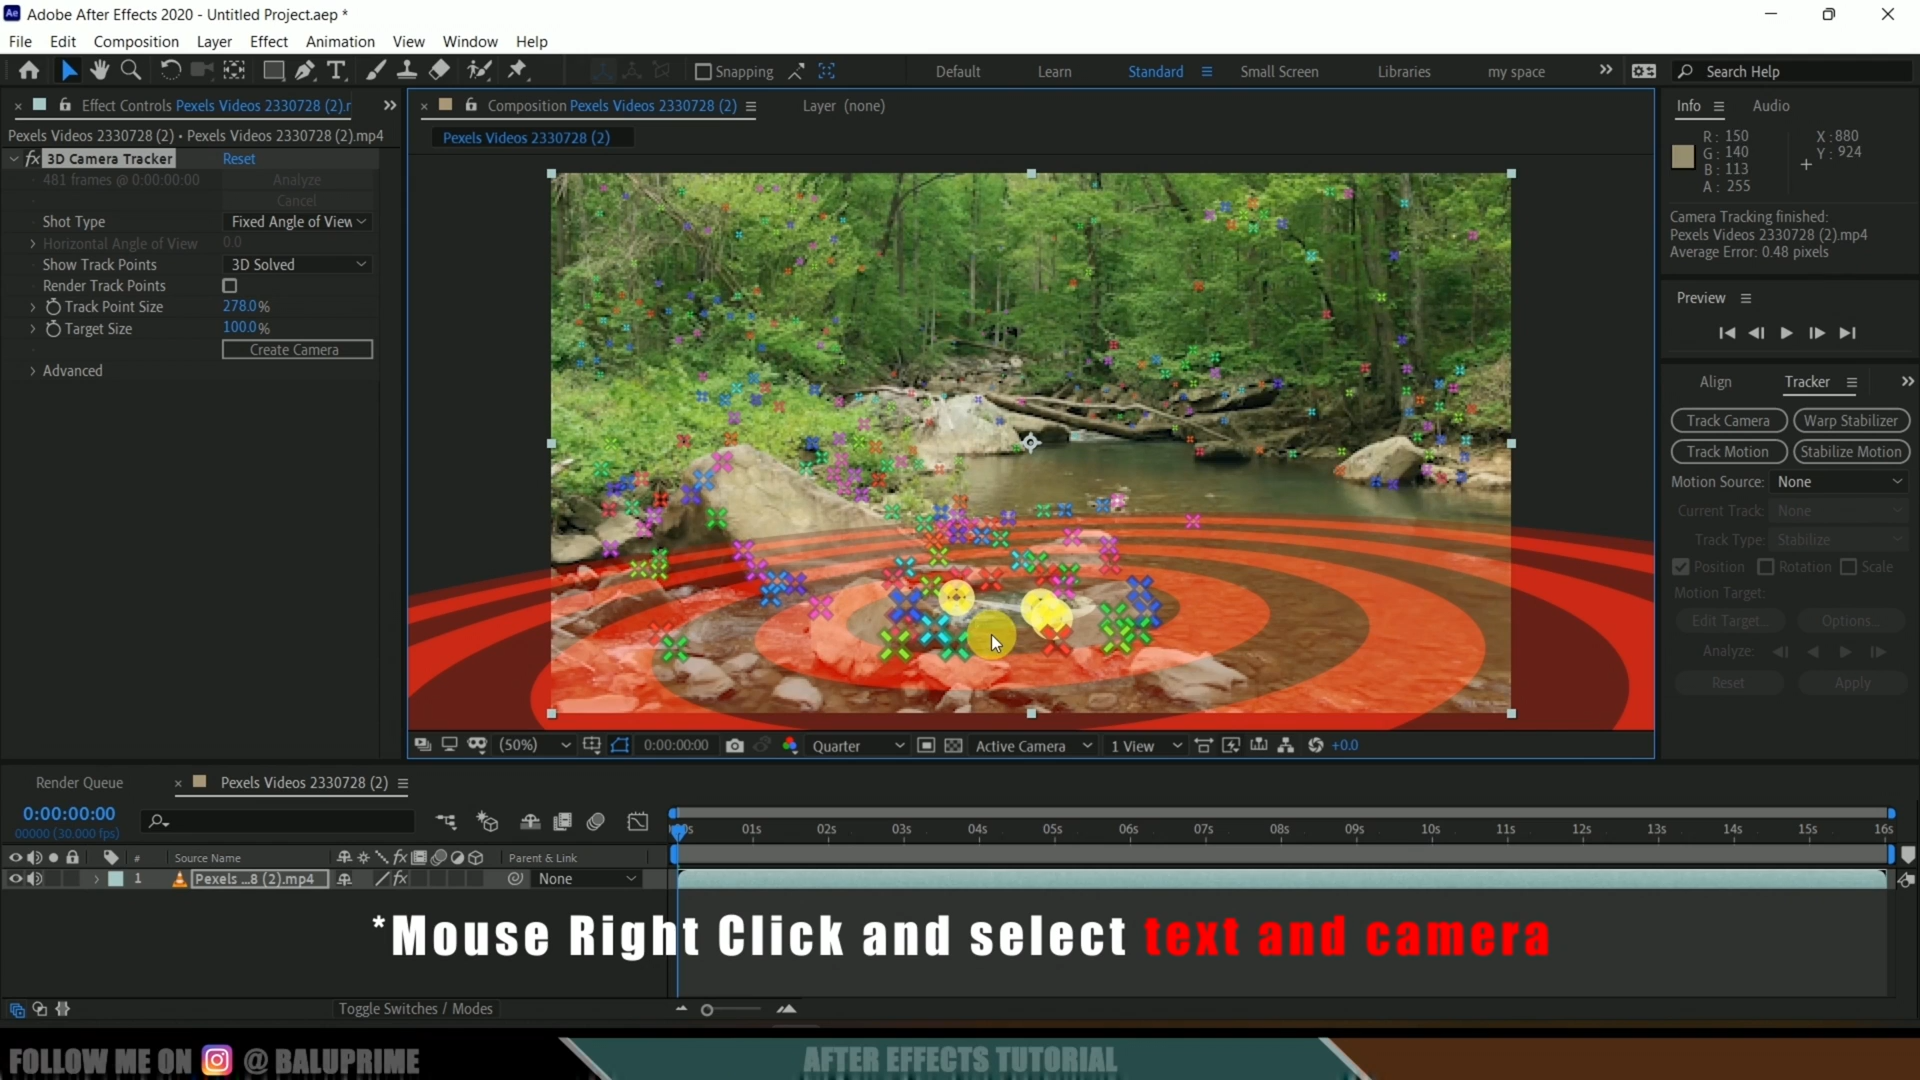 Ae Adobe After Effects 2020 - Untitled Project.aep *
File Edit Composition Layer Effect Animation View Window Help
Snapping Default Learn Standard Small Screen Libraries my space Search Help
Effect Controls Pexels Videos 2330728 (2).r
Pexels Videos 2330728 (2) • Pexels Videos 2330728 (2).mp4
fx 3D Camera Tracker Reset
481 frames @ 0:00:00:00 Analyze
Cancel
Shot Type Fixed Angle of View
Horizontal Angle of View 0.0
Show Track Points 3D Solved
Render Track Points
Track Point Size 278.0%
Target Size 100.0%
Create Camera
Advanced
Composition Pexels Videos 2330728 (2) Layer (none)
Pexels Videos 2330728 (2)
(50%) 0:00:00:00 Quarter Active Camera 1 View +0.0
Info Audio
R: 150 X: 880
G: 140 Y: 924
B: 113
A: 255
Camera Tracking finished:
Pexels Videos 2330728 (2).mp4
Average Error: 0.48 pixels
Preview
Align Tracker
Track Camera Warp Stabilizer
Track Motion Stabilize Motion
Motion Source: None
Current Track: None
Track Type: Stabilize
Position Rotation Scale
Motion Target:
Edit Target... Options...
Analyze:
Reset Apply
Render Queue Pexels Videos 2330728 (2)
0:00:00:00
00000 (30.000 fps)
01s 02s 03s 04s 05s 06s 07s 08s 09s 10s 11s 12s 13s 14s 15s 16s
# Source Name Parent & Link
1 Pexels ...8 (2).mp4 None
*Mouse Right Click and select text and camera
Toggle Switches / Modes
FOLLOW ME ON @ BALUPRIME AFTER EFFECTS TUTORIAL